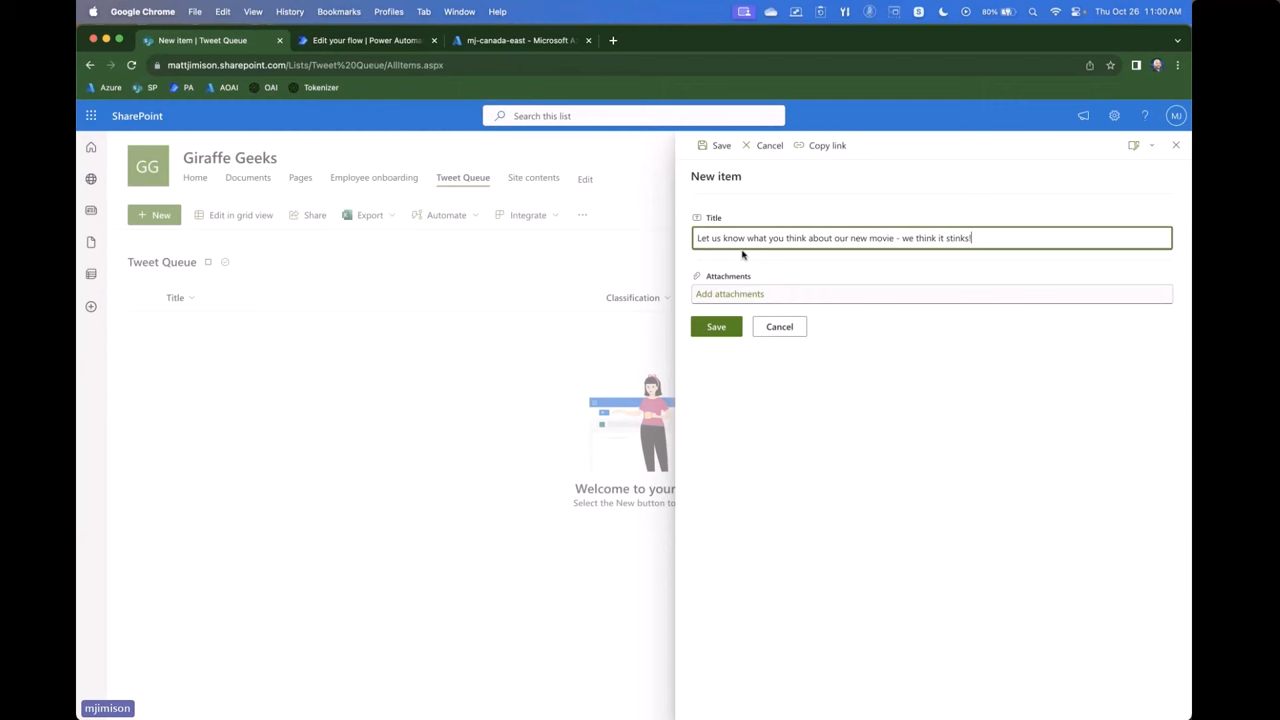 Google Chrome File Edit View History Bookmarks Profiles Tab Window Help 80% Thu Oct 26 11:00 AM
New item | Tweet Queue Edit your flow | Power Automa mj-canada-east - Microsoft A
mattjimison.sharepoint.com/Lists/Tweet%20Queue/AllItems.aspx
Azure SP PA AOAI OAI Tokenizer
SharePoint Search this list MJ
GG Giraffe Geeks
Home Documents Pages Employee onboarding Tweet Queue Site contents Edit
New Edit in grid view Share Export Automate Integrate
Tweet Queue
Title Classification
Welcome to your
Select the New button to
Save Cancel Copy link
New item
Title
Let us know what you think about our new movie - we think it stinks!
Attachments
Add attachments
Save Cancel
mjimison